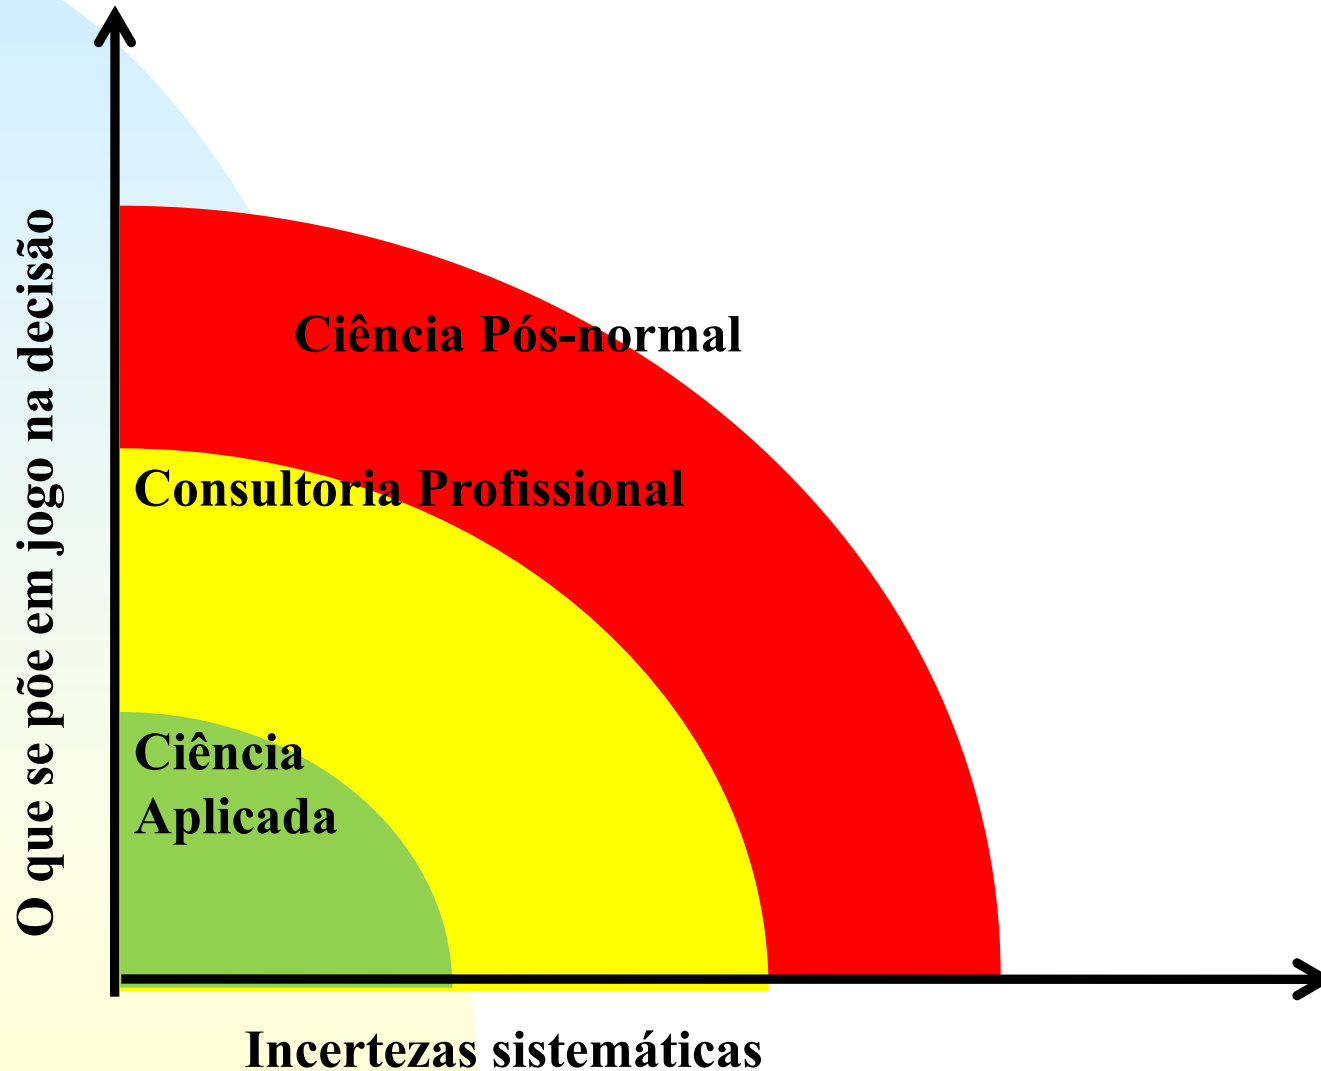 O que se põe em jogo na decisão
Ciência Pós-normal
Consultoria Profissional
Ciência
Aplicada
Incertezas sistemáticas